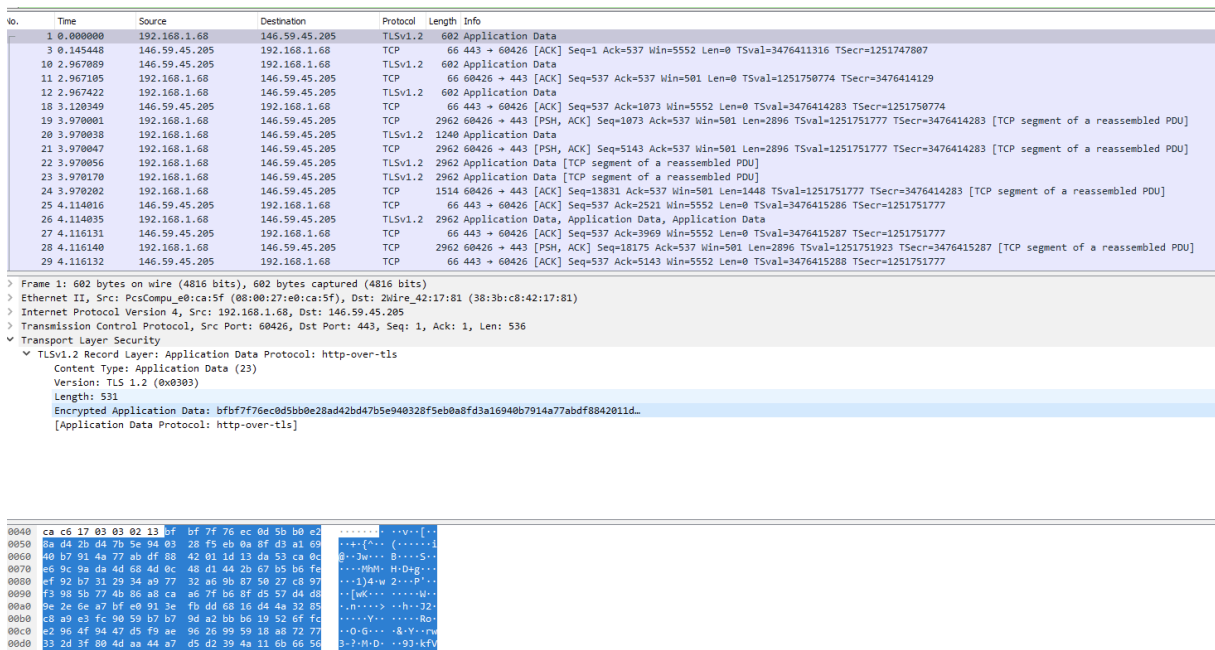 No. Time Source Destination Protocol Length Info
1 0.000000 192.168.1.68 146.59.45.205 TLSv1.2 602 Application Data
3 0.145448 146.59.45.205 192.168.1.68 TCP 66 443 → 60426 [ACK] Seq=1 Ack=537 Win=5552 Len=0 TSval=3476411316 TSecr=1251747807
10 2.967089 146.59.45.205 192.168.1.68 TLSv1.2 602 Application Data
11 2.967105 192.168.1.68 146.59.45.205 TCP 66 60426 → 443 [ACK] Seq=537 Ack=537 Win=501 Len=0 TSval=1251750774 TSecr=3476414129
12 2.967422 192.168.1.68 146.59.45.205 TLSv1.2 602 Application Data
18 3.120349 146.59.45.205 192.168.1.68 TCP 66 443 → 60426 [ACK] Seq=537 Ack=1073 Win=5552 Len=0 TSval=3476414283 TSecr=1251750774
19 3.970001 192.168.1.68 146.59.45.205 TCP 2962 60426 → 443 [PSH, ACK] Seq=1073 Ack=537 Win=501 Len=2896 TSval=1251751777 TSecr=3476414283 [TCP segment of a reassembled PDU]
20 3.970038 192.168.1.68 146.59.45.205 TLSv1.2 1240 Application Data
21 3.970047 192.168.1.68 146.59.45.205 TCP 2962 60426 → 443 [PSH, ACK] Seq=5143 Ack=537 Win=501 Len=2896 TSval=1251751777 TSecr=3476414283 [TCP segment of a reassembled PDU]
22 3.970056 192.168.1.68 146.59.45.205 TLSv1.2 2962 Application Data [TCP segment of a reassembled PDU]
23 3.970170 192.168.1.68 146.59.45.205 TLSv1.2 2962 Application Data [TCP segment of a reassembled PDU]
24 3.970202 192.168.1.68 146.59.45.205 TCP 1514 60426 → 443 [ACK] Seq=13831 Ack=537 Win=501 Len=1448 TSval=1251751777 TSecr=3476414283 [TCP segment of a reassembled PDU]
25 4.114016 146.59.45.205 192.168.1.68 TCP 66 443 → 60426 [ACK] Seq=537 Ack=2521 Win=5552 Len=0 TSval=3476415286 TSecr=1251751777
26 4.114035 192.168.1.68 146.59.45.205 TLSv1.2 2962 Application Data, Application Data, Application Data
27 4.116131 146.59.45.205 192.168.1.68 TCP 66 443 → 60426 [ACK] Seq=537 Ack=3969 Win=5552 Len=0 TSval=3476415287 TSecr=1251751777
28 4.116140 192.168.1.68 146.59.45.205 TCP 2962 60426 → 443 [PSH, ACK] Seq=18175 Ack=537 Win=501 Len=2896 TSval=1251751923 TSecr=3476415287 [TCP segment of a reassembled PDU]
29 4.116132 146.59.45.205 192.168.1.68 TCP 66 443 → 60426 [ACK] Seq=537 Ack=5143 Win=5552 Len=0 TSval=3476415288 TSecr=1251751777
Frame 1: 602 bytes on wire (4816 bits), 602 bytes captured (4816 bits)
Ethernet II, Src: PcsCompu_e0:ca:5f (08:00:27:e0:ca:5f), Dst: 2Wire_42:17:81 (38:3b:c8:42:17:81)
Internet Protocol Version 4, Src: 192.168.1.68, Dst: 146.59.45.205
Transmission Control Protocol, Src Port: 60426, Dst Port: 443, Seq: 1, Ack: 1, Len: 536
Transport Layer Security
TLSv1.2 Record Layer: Application Data Protocol: http-over-tls
Content Type: Application Data (23)
Version: TLS 1.2 (0x0303)
Length: 531
Encrypted Application Data: bfbf7f76ec0d5bb0e28ad42bd47b5e940328f5eb0a8fd3a16940b7914a77abdf8842011d…
[Application Data Protocol: http-over-tls]
0040 ca c6 17 03 03 02 13 bf bf 7f 76 ec 0d 5b b0 e2 ········ ··v··[··
0050 8a d4 2b d4 7b 5e 94 03 28 f5 eb 0a 8f d3 a1 69 ··+·{^·· (······i
0060 40 b7 91 4a 77 ab df 88 42 01 1d 13 da 53 ca 0c @··Jw··· B····S··
0070 e6 9c 9a da 4d 68 4d 0c 48 d1 44 2b 67 b5 b6 fe ····MhM· H·D+g···
0080 ef 92 b7 31 29 34 a9 77 32 a6 9b 87 50 27 c8 97 ···1)4·w 2···P'··
0090 f3 98 5b 77 4b 86 a8 ca a6 7f b6 8f d5 57 d4 d8 ··[wK··· ·····W··
00a0 9e 2e 6e a7 bf e0 91 3e fb dd 68 16 d4 4a 32 85 ·.n····> ··h··J2·
00b0 c8 a9 e3 fc 90 59 b7 b7 9d a2 bb b6 19 52 6f fc ·····Y·· ·····Ro·
00c0 e2 96 4f 94 47 d5 f9 ae 96 26 99 59 18 a8 72 77 ··O·G··· ·&·Y··rw
00d0 33 2d 3f 80 4d aa 44 a7 d5 d2 39 4a 11 6b 66 56 3-?·M·D· ··9J·kfV